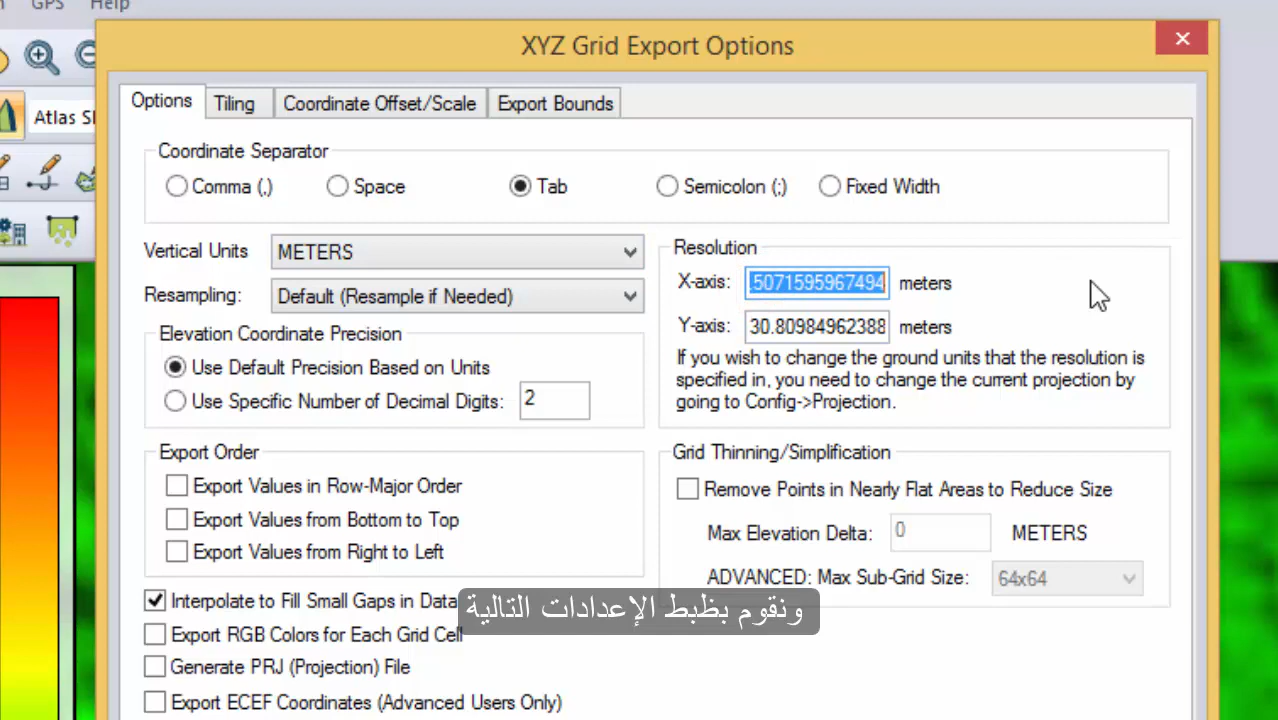 GPS Help
XYZ Grid Export Options
Options Tiling Coordinate Offset/Scale Export Bounds
Coordinate Separator
Comma (,) Space Tab Semicolon (;) Fixed Width
Vertical Units METERS
Resampling: Default (Resample if Needed)
Elevation Coordinate Precision
Use Default Precision Based on Units
Use Specific Number of Decimal Digits: 2
Resolution
X-axis: .5071595967494 meters
Y-axis: 30.80984962388 meters
If you wish to change the ground units that the resolution is
specified in, you need to change the current projection by
going to Config->Projection.
Export Order
Export Values in Row-Major Order
Export Values from Bottom to Top
Export Values from Right to Left
Grid Thinning/Simplification
Remove Points in Nearly Flat Areas to Reduce Size
Max Elevation Delta: 0 METERS
ADVANCED: Max Sub-Grid Size: 64x64
Interpolate to Fill Small Gaps in Data
Export RGB Colors for Each Grid Cell
Generate PRJ (Projection) File
Export ECEF Coordinates (Advanced Users Only)
Atlas
ونقوم بظبط الإعدادات التالية